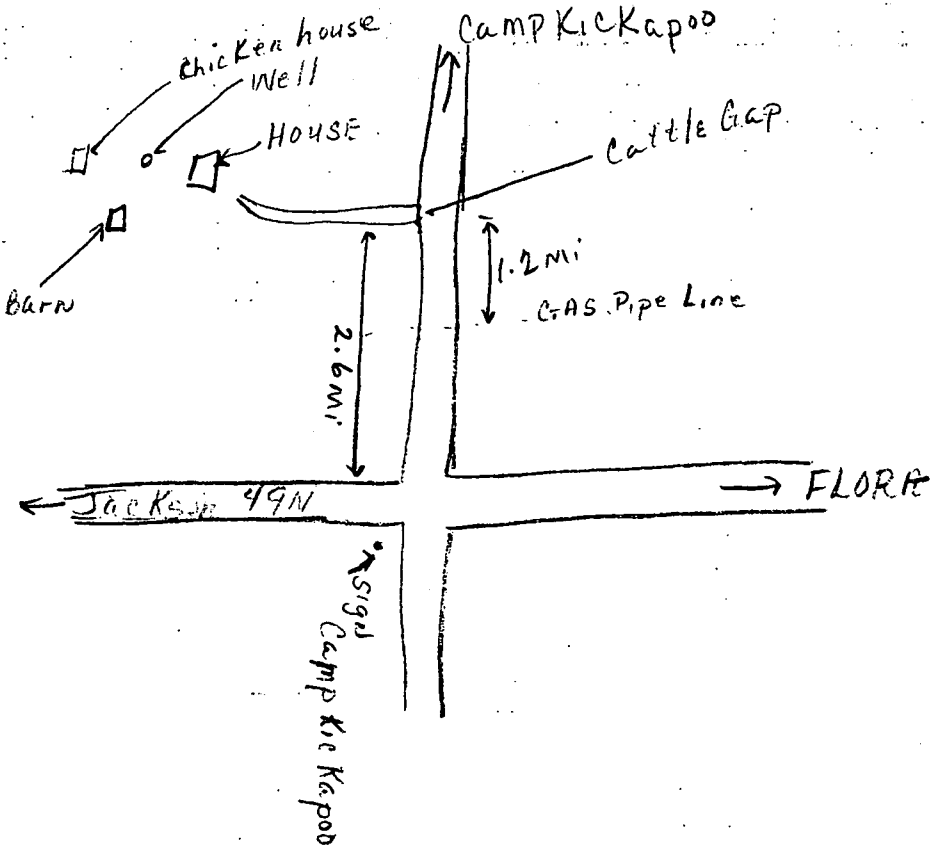 Camp KicKapoo
Chicken house
Well
HOUSE
Cattle Gap
Barn
1.2 Mi
GAS Pipe Line
2.6 Mi
Jackson 49N
FLORA
Sign
Camp KicKapoo